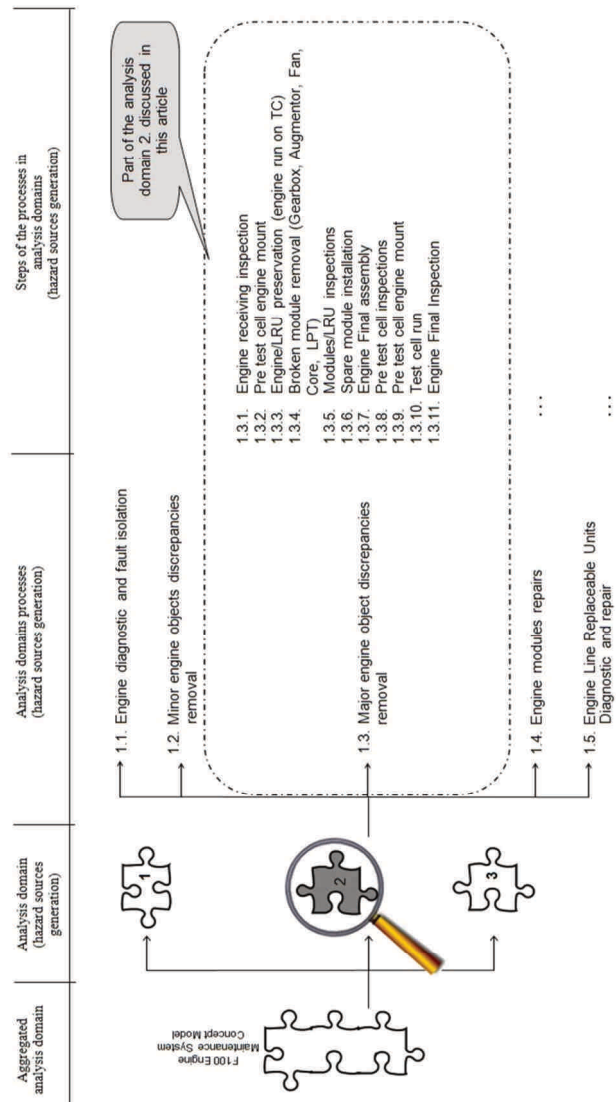 Aggregated
analysis domain
Analysis domain
(hazard sources
generation)
Analysis domains processes
(hazard sources generation)
Steps of the processes in
analysis domains
(hazard sources generation)
F100 Engine
Maintenance System
Concept Model
1
2
3
1.1. Engine diagnostic and fault isolation
1.2. Minor engine objects discrepancies
removal
1.3. Major engine object discrepancies
removal
1.4. Engine modules repairs
1.5. Engine Line Replaceable Units
Diagnostic and repair
Part of the analysis
domain 2. discussed in
this article
1.3.1. Engine receiving inspection
1.3.2. Pre test cell engine mount
1.3.3. Engine/LRU preservation (engine run on TC)
1.3.4. Broken module removal (Gearbox, Augmentor, Fan,
Core, LPT)
1.3.5. Modules/LRU inspections
1.3.6. Spare module installation
1.3.7. Engine Final assembly
1.3.8. Pre test cell inspections
1.3.9. Pre test cell engine mount
1.3.10. Test cell run
1.3.11. Engine Final Inspection
...
...